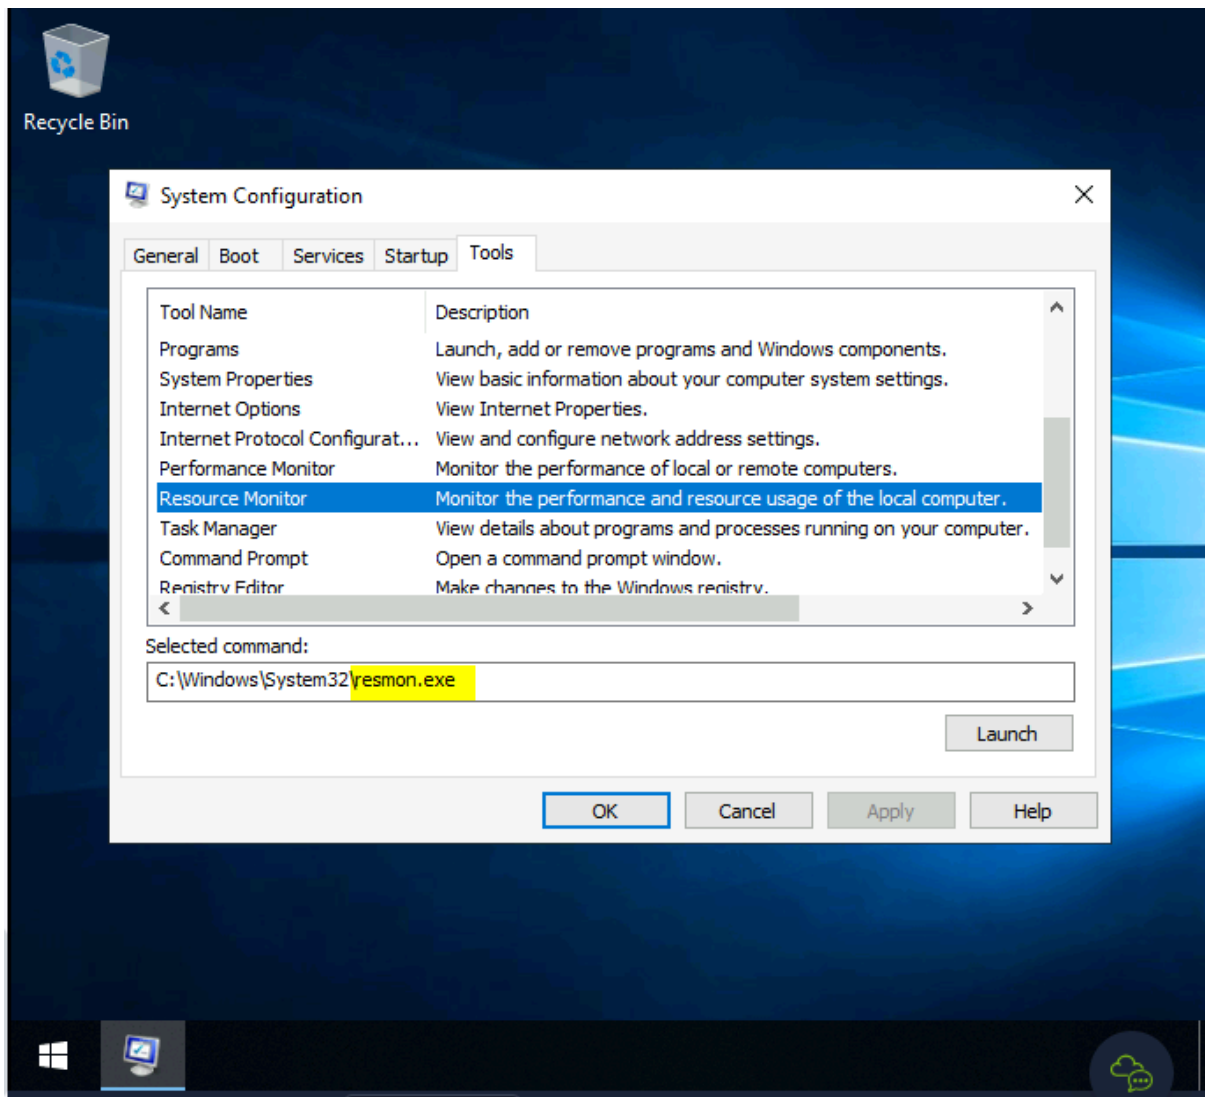 Recycle Bin
System Configuration
General Boot Services Startup Tools
Tool Name Description
Programs Launch, add or remove programs and Windows components.
System Properties View basic information about your computer system settings.
Internet Options View Internet Properties.
Internet Protocol Configurat... View and configure network address settings.
Performance Monitor Monitor the performance of local or remote computers.
Resource Monitor Monitor the performance and resource usage of the local computer.
Task Manager View details about programs and processes running on your computer.
Command Prompt Open a command prompt window.
Registry Editor Make changes to the Windows registry.
Selected command:
C:\Windows\System32\resmon.exe
Launch
OK Cancel Apply Help